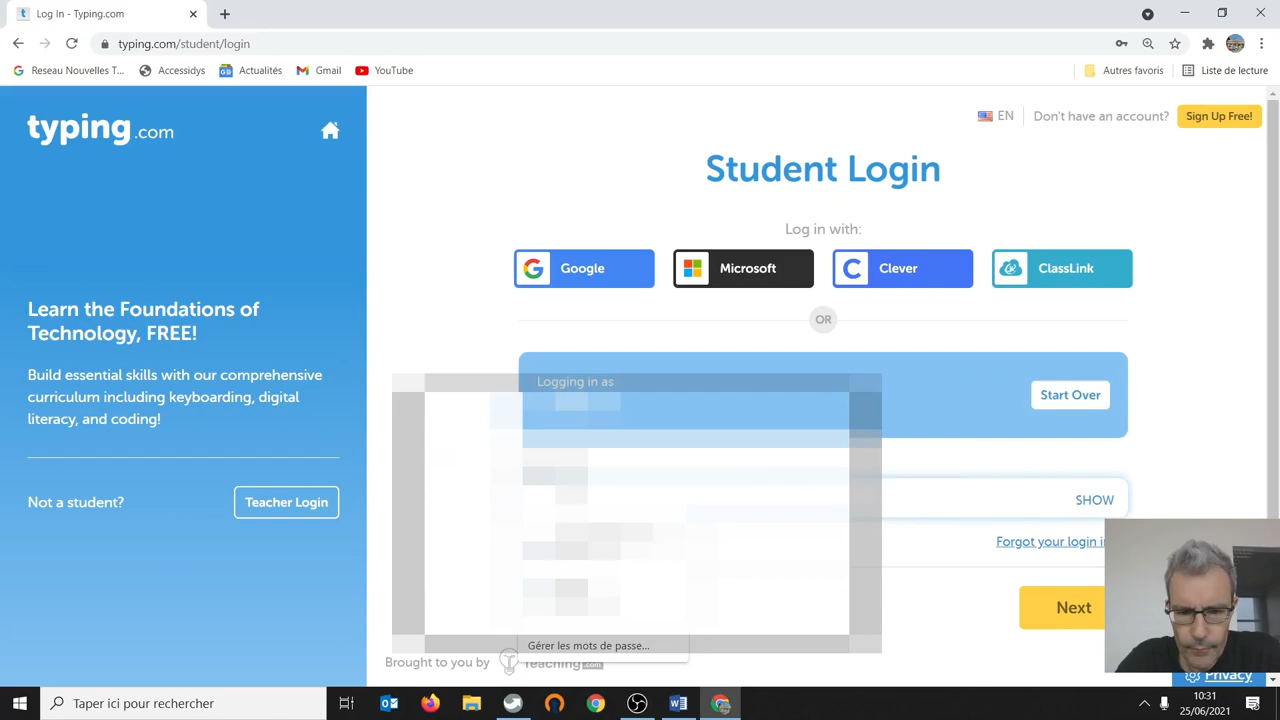 Log In - Typing.com
typing.com/student/login
Reseau Nouvelles T...
Accessidys
Actualités
Gmail
YouTube
Autres favoris
Liste de lecture
typing.com
EN
Don't have an account?
Sign Up Free!
Student Login
Log in with:
Google
Microsoft
Clever
ClassLink
OR
Learn the Foundations of
Technology, FREE!
Build essential skills with our comprehensive
curriculum including keyboarding, digital
literacy, and coding!
Not a student?
Teacher Login
Logging in as
Start Over
SHOW
Forgot your login
Next
Gérer les mots de passe...
Brought to you by
Teaching.com
Privacy
Taper ici pour rechercher
10:31
25/06/2021